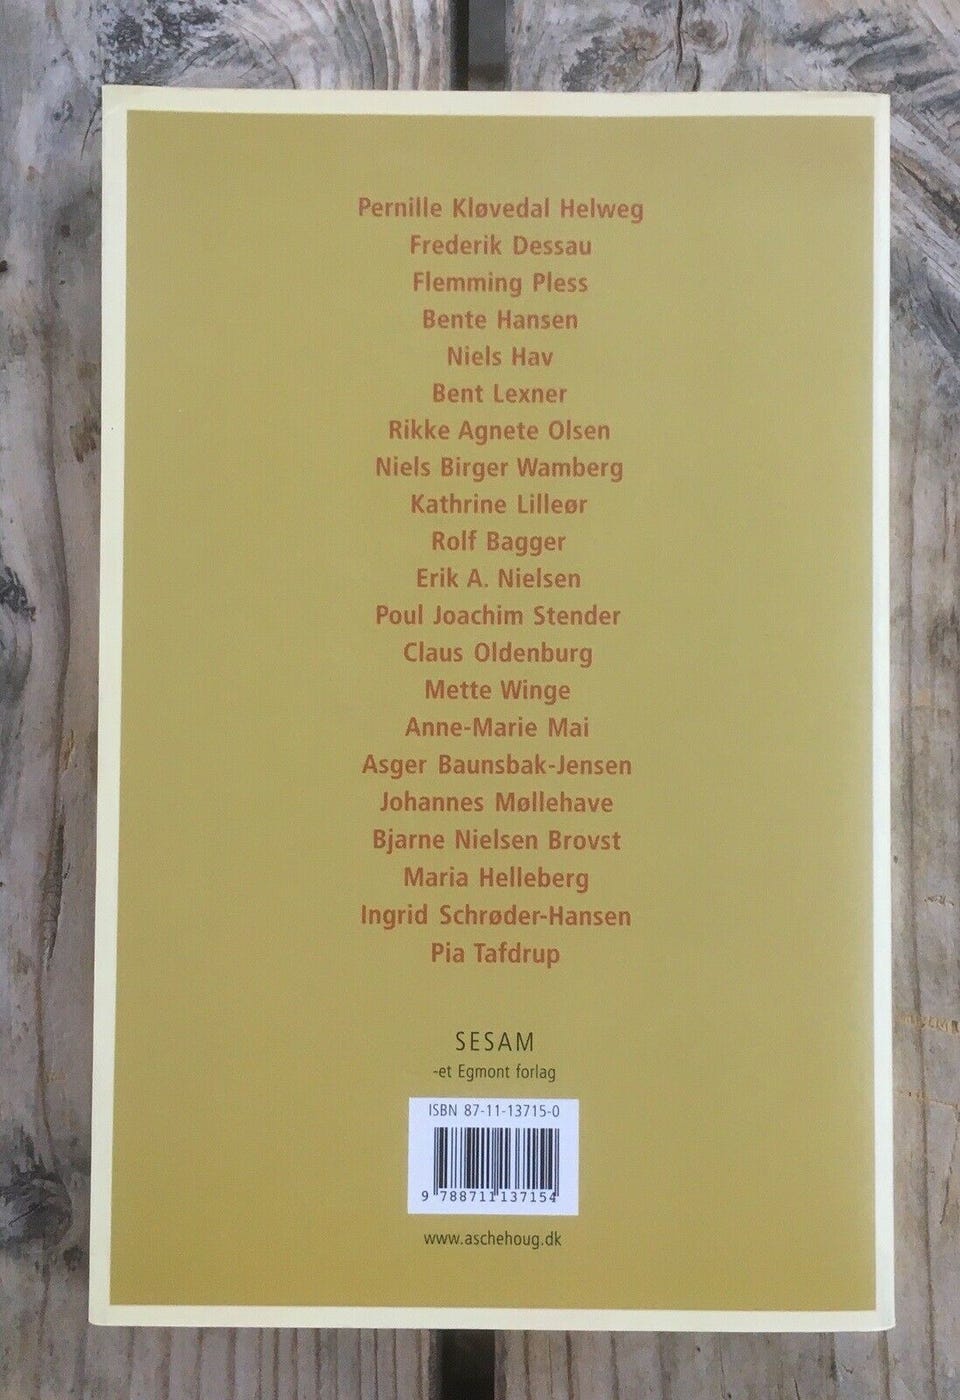 Pernille Kløvedal Helweg
Frederik Dessau
Flemming Pless
Bente Hansen
Niels Hav
Bent Lexner
Rikke Agnete Olsen
Niels Birger Wamberg
Kathrine Lilleør
Rolf Bagger
Erik A. Nielsen
Poul Joachim Stender
Claus Oldenburg
Mette Winge
Anne-Marie Mai
Asger Baunsbak-Jensen
Johannes Møllehave
Bjarne Nielsen Brovst
Maria Helleberg
Ingrid Schrøder-Hansen
Pia Tafdrup
SESAM
-et Egmont forlag
ISBN 87-11-13715-0
9 788711 137154
www.aschehoug.dk